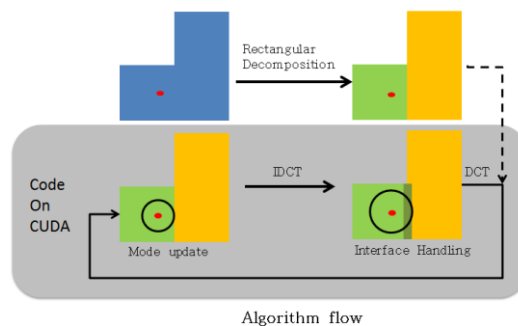 Rectangular
Decomposition
Code
On
CUDA
IDCT
DCT
Mode update
Interface Handling
Algorithm flow